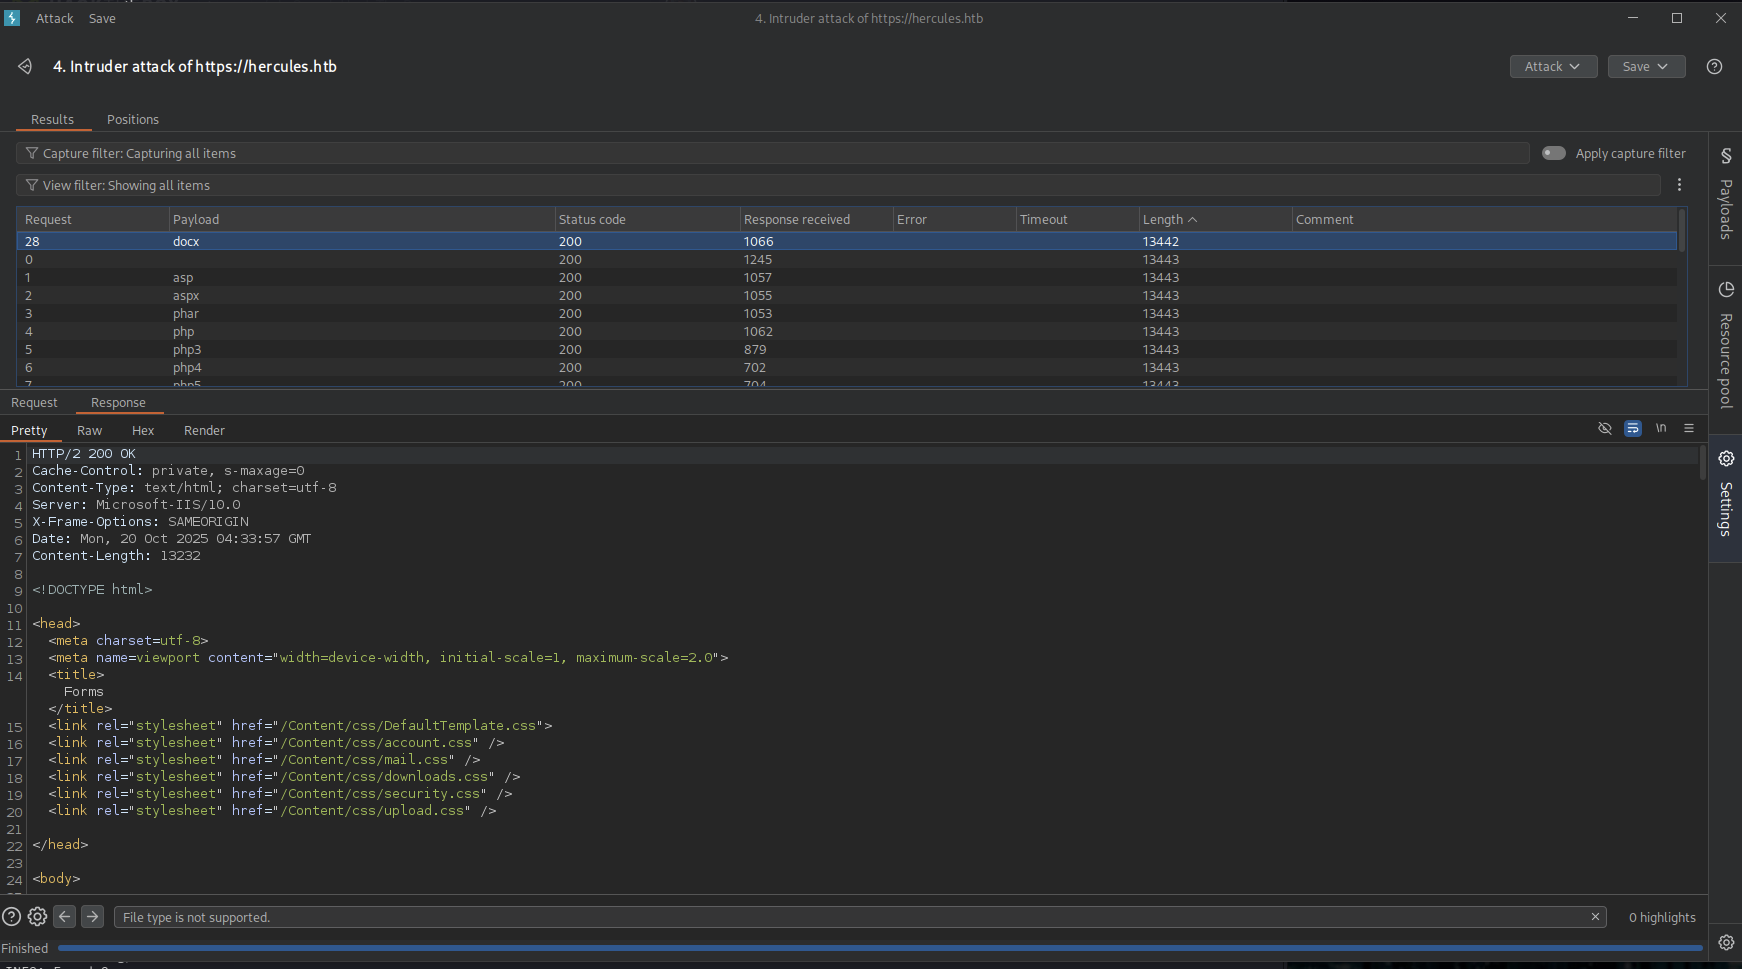 Attack Save 4. Intruder attack of https://hercules.htb
4. Intruder attack of https://hercules.htb Attack Save
Results Positions
Capture filter: Capturing all items Apply capture filter
View filter: Showing all items
Request Payload Status code Response received Error Timeout Length Comment
28 docx 200 1066 13442
0 200 1245 13443
1 asp 200 1057 13443
2 aspx 200 1055 13443
3 phar 200 1053 13443
4 php 200 1062 13443
5 php3 200 879 13443
6 php4 200 702 13443
7 php5 200 704 13443
Payloads
Resource pool
Settings
Request Response
Pretty Raw Hex Render \n
1 HTTP/2 200 OK
2 Cache-Control: private, s-maxage=0
3 Content-Type: text/html; charset=utf-8
4 Server: Microsoft-IIS/10.0
5 X-Frame-Options: SAMEORIGIN
6 Date: Mon, 20 Oct 2025 04:33:57 GMT
7 Content-Length: 13232
8
9 <!DOCTYPE html>
10
11 <head>
12 <meta charset=utf-8>
13 <meta name=viewport content="width=device-width, initial-scale=1, maximum-scale=2.0">
14 <title>
Forms
</title>
15 <link rel="stylesheet" href="/Content/css/DefaultTemplate.css">
16 <link rel="stylesheet" href="/Content/css/account.css" />
17 <link rel="stylesheet" href="/Content/css/mail.css" />
18 <link rel="stylesheet" href="/Content/css/downloads.css" />
19 <link rel="stylesheet" href="/Content/css/security.css" />
20 <link rel="stylesheet" href="/Content/css/upload.css" />
21
22 </head>
23
24 <body>
File type is not supported. 0 highlights
Finished